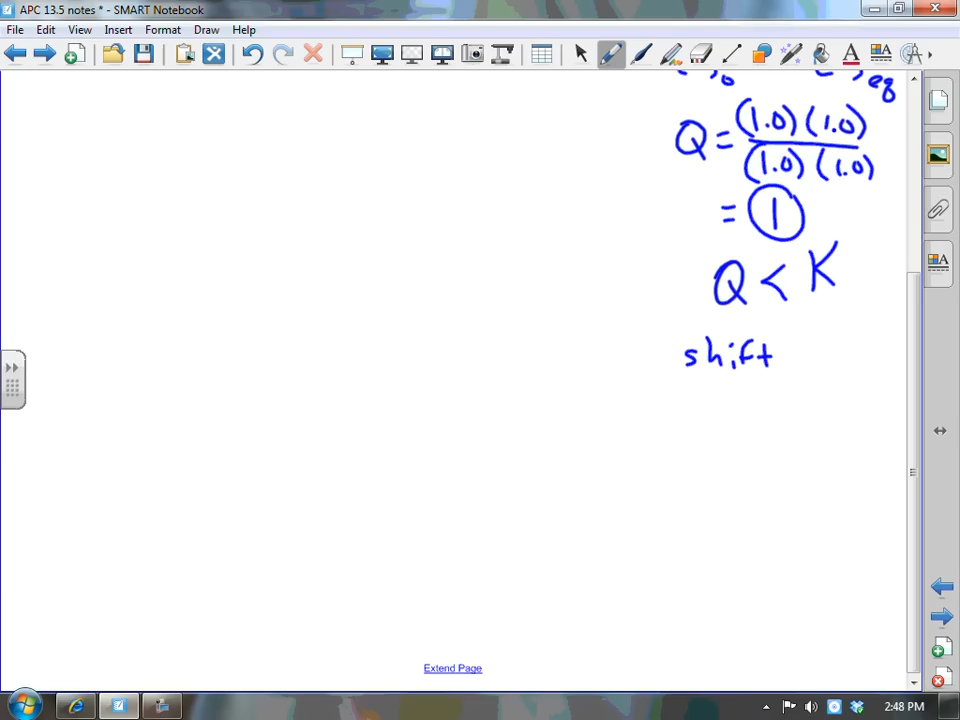 APC 13.5 notes * - SMART Notebook
File Edit View Insert Format Draw Help
Q = (1.0)(1.0)
(1.0)(1.0)
= 1
Q < K
shift
Extend Page
2:48 PM